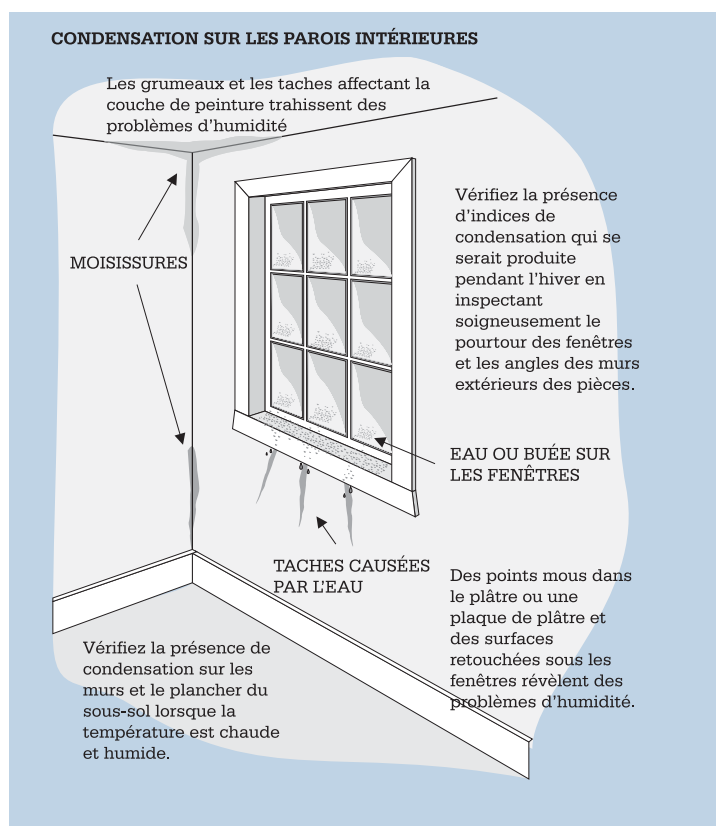 CONDENSATION SUR LES PAROIS INTÉRIEURES
Les grumeaux et les taches affectant la
couche de peinture trahissent des
problèmes d'humidité
Vérifiez la présence
d'indices de
condensation qui se
serait produite
pendant l'hiver en
inspectant
soigneusement le
pourtour des fenêtres
et les angles des murs
extérieurs des pièces.
MOISISSURES
EAU OU BUÉE SUR
LES FENÊTRES
TACHES CAUSÉES
PAR L'EAU
Des points mous dans
le plâtre ou une
plaque de plâtre et
des surfaces
retouchées sous les
fenêtres révèlent des
problèmes d'humidité.
Vérifiez la présence de
condensation sur les
murs et le plancher du
sous-sol lorsque la
température est chaude
et humide.